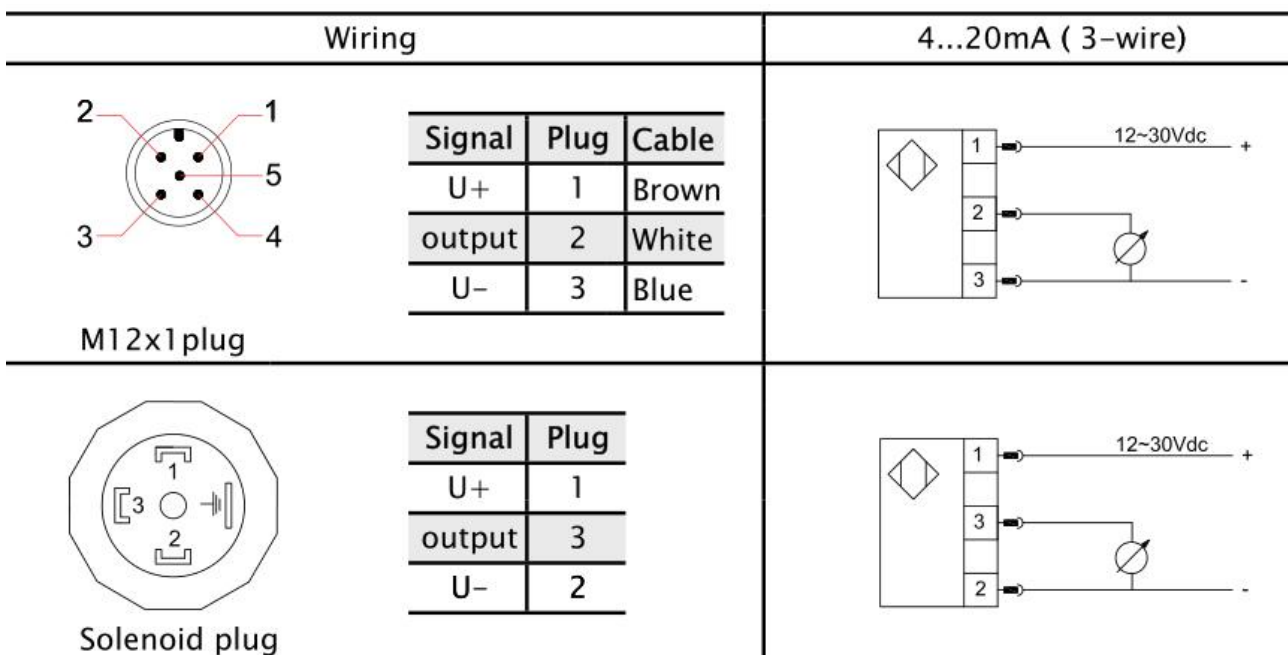 Wiring
4...20mA ( 3-wire)
2
1
5
3
4
M12x1plug
Signal Plug Cable
U+ 1 Brown
output 2 White
U- 3 Blue
1
12~30Vdc
+
2
3
-
1
3
2
Solenoid plug
Signal Plug
U+ 1
output 3
U- 2
1
12~30Vdc
+
3
2
-